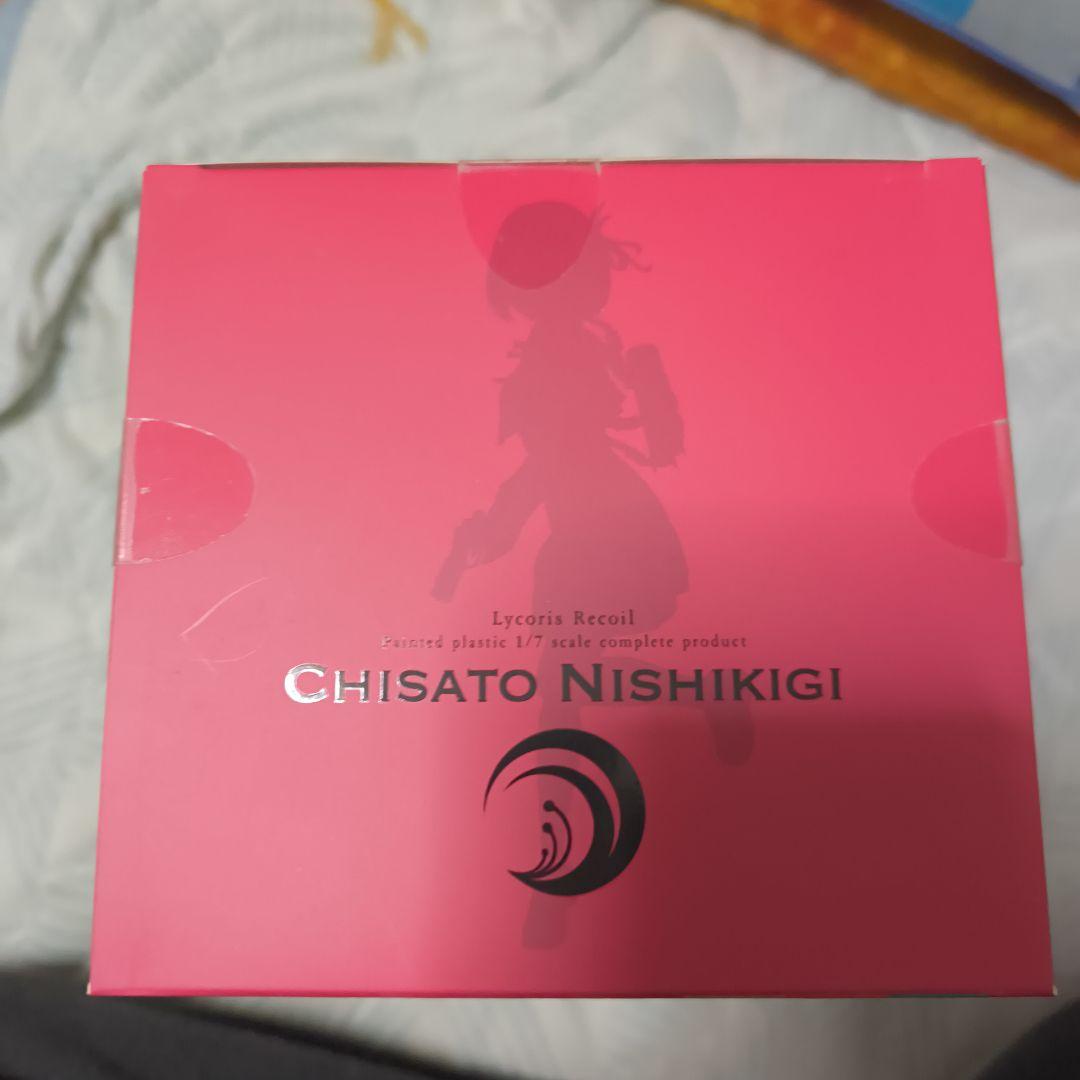 Lycoris Recoil
Painted plastic 1/7 scale complete product
CHISATO NISHIKIGI